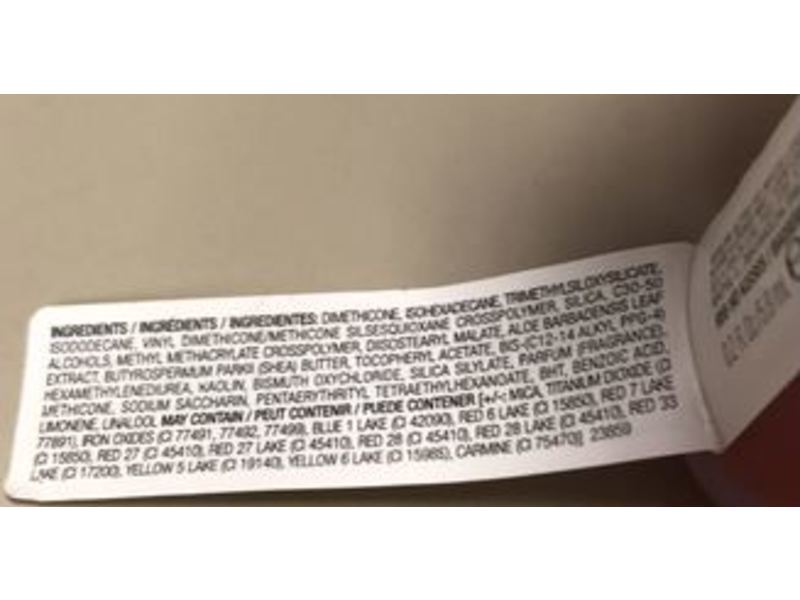 INGREDIENTS / INGRÉDIENTS / INGREDIENTES: DIMETHICONE, ISOHEXADECANE, TRIMETHYLSILOXYSILICATE,
ISODODECANE, VINYL DIMETHICONE/METHICONE SILSESQUIOXANE CROSSPOLYMER, SILICA, C30-50
ALCOHOLS, METHYL METHACRYLATE CROSSPOLYMER, DIISOSTEARYL MALATE, ALOE BARBADENSIS LEAF
EXTRACT, BUTYROSPERMUM PARKII (SHEA) BUTTER, TOCOPHERYL ACETATE, BIS-(C12-14 ALKYL PPG-4)
HEXAMETHYLENEDIUREA, KAOLIN, BISMUTH OXYCHLORIDE, SILICA SILYLATE, PARFUM (FRAGRANCE),
METHICONE, SODIUM SACCHARIN, PENTAERYTHRITYL TETRAETHYLHEXANOATE, BHT, BENZOIC ACID,
LIMONENE, LINALOOL MAY CONTAIN / PEUT CONTENIR / PUEDE CONTENER [+/-: MICA, TITANIUM DIOXIDE (CI
77891), IRON OXIDES (CI 77491, 77492, 77499), BLUE 1 LAKE (CI 42090), RED 6 LAKE (CI 15850), RED 7 LAKE
(CI 15850), RED 27 (CI 45410), RED 27 LAKE (CI 45410), RED 28 (CI 45410), RED 28 LAKE (CI 45410), RED 33
LAKE (CI 17200), YELLOW 5 LAKE (CI 19140), YELLOW 6 LAKE (CI 15985), CARMINE (CI 75470)] 23859